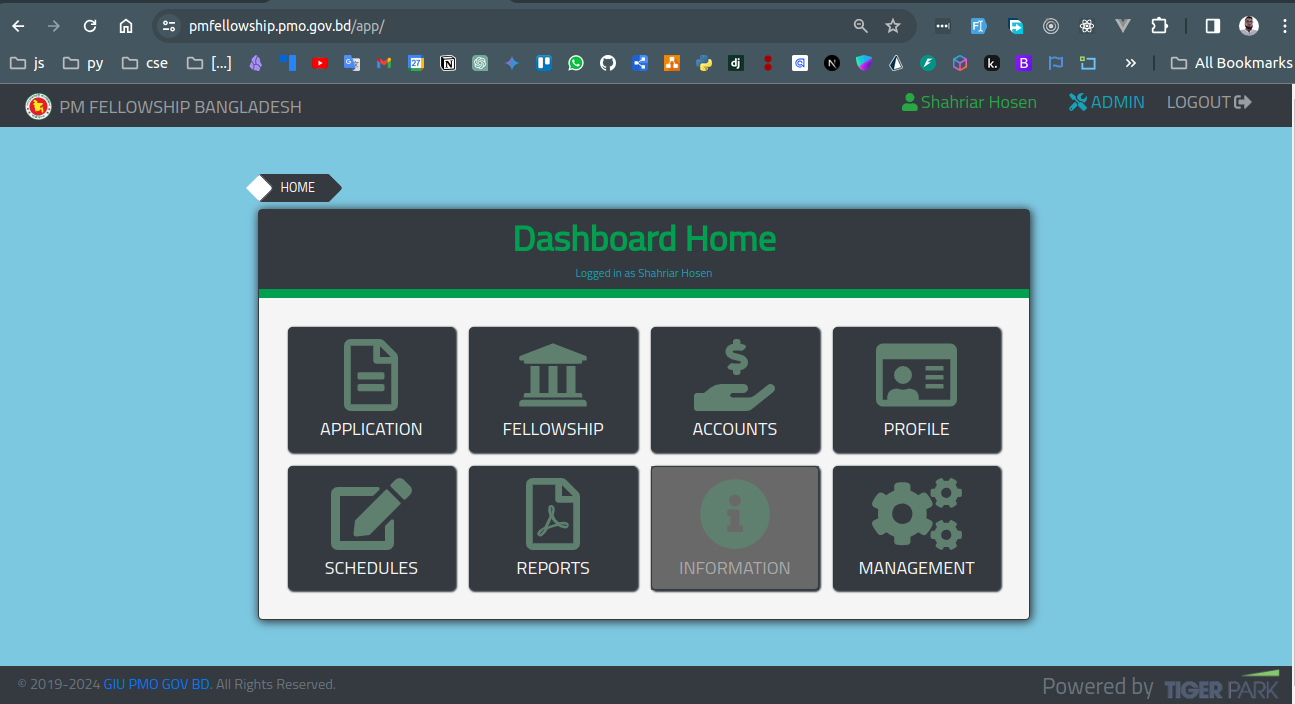 pmfellowship.pmo.gov.bd/app/
js py cse [...] All Bookmarks
PM FELLOWSHIP BANGLADESH Shahriar Hosen ADMIN LOGOUT
HOME
Dashboard Home
Logged in as Shahriar Hosen
APPLICATION FELLOWSHIP ACCOUNTS PROFILE
SCHEDULES REPORTS INFORMATION MANAGEMENT
© 2019-2024 GIU PMO GOV BD. All Rights Reserved. Powered by TIGER PARK